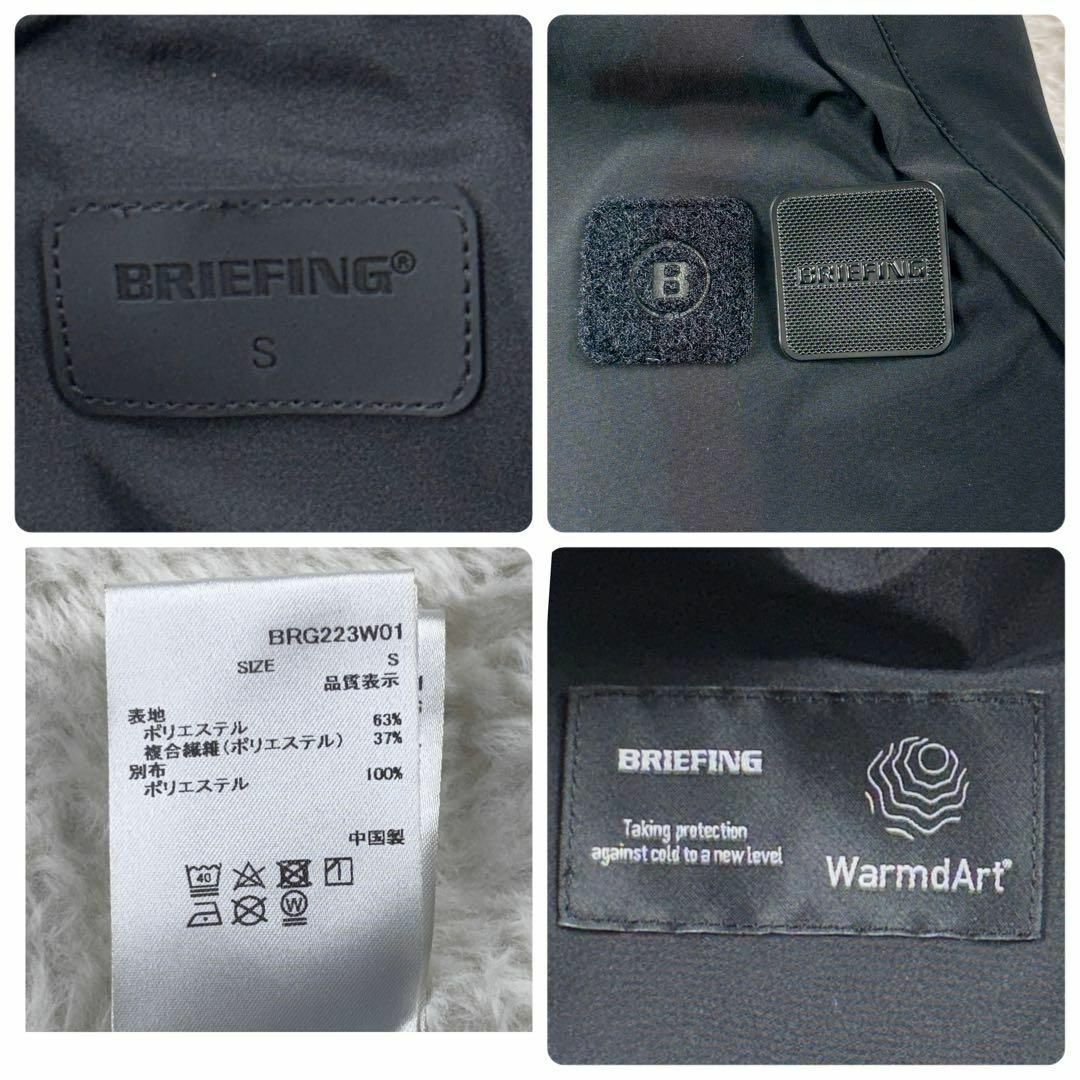 BRIEFING®
S
B
BRIEFING
BRG223W01
SIZE S
品質表示
表地
ポリエステル 63%
複合繊維(ポリエステル) 37%
別布
ポリエステル 100%
中国製
40
W
BRIEFING
Taking protection
against cold to a new level
WarmdArt®